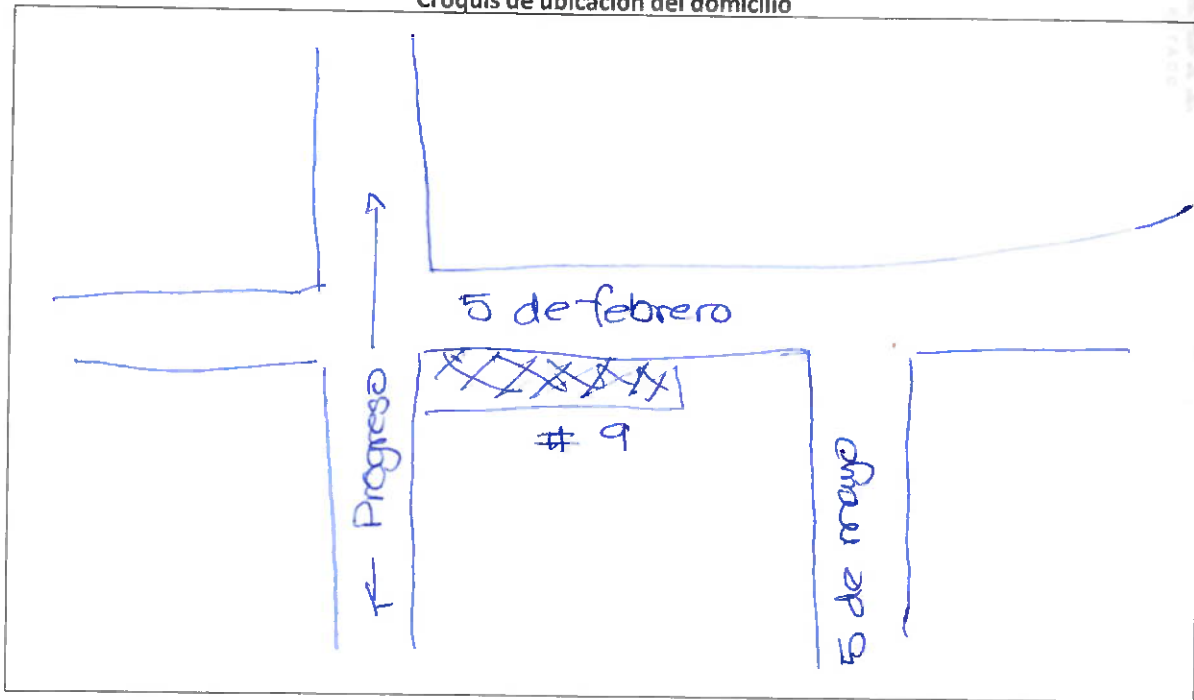 Croquis de ubicación del domicilio
5 de febrero
Progreso
# 9
5 de mayo